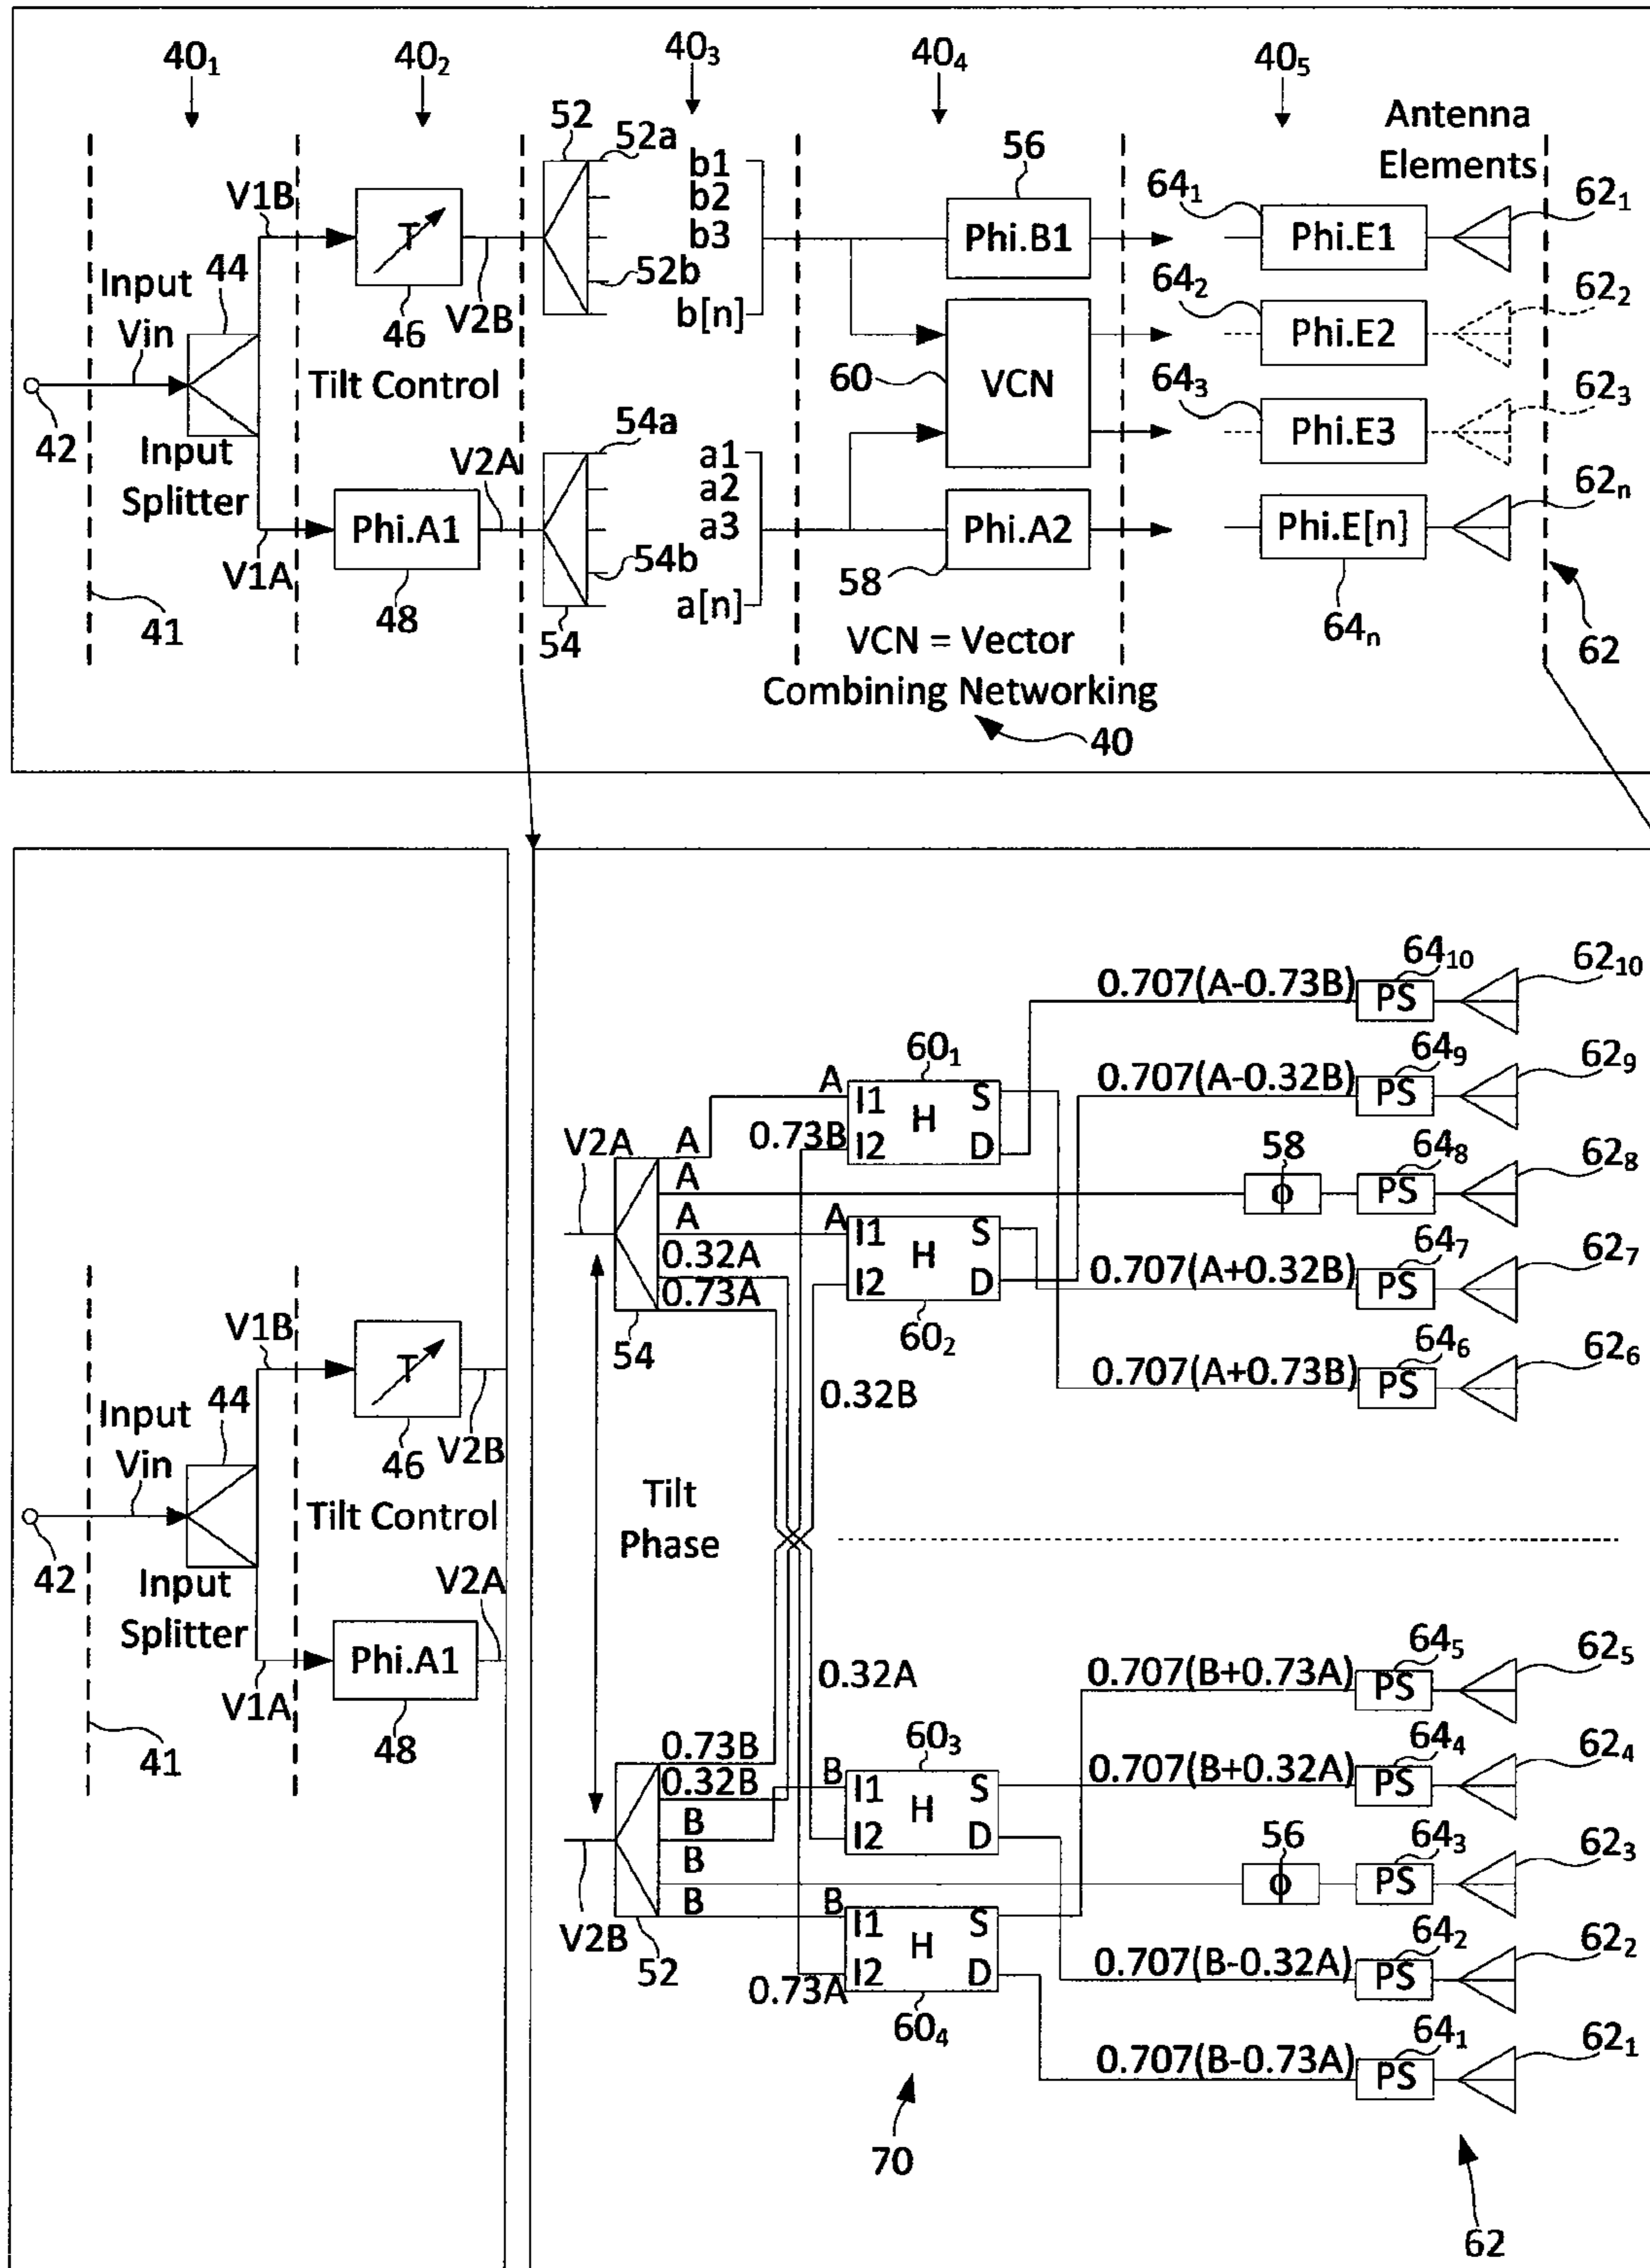 40₁
40₂
40₃
40₄
40₅
Antenna
Elements
52
52a
b1
b2
b3
52b
b[n]
56
V1B
T
Phi.B1
64₁
Phi.E1
62₁
Input
Vin
44
46
V2B
64₂
Phi.E2
62₂
42
Tilt Control
60
VCN
64₃
Phi.E3
62₃
Input
Splitter
V2A
54a
a1
a2
a3
54b
a[n]
Phi.A1
Phi.A2
Phi.E[n]
62ₙ
V1A
41
48
54
58
64ₙ
62
VCN = Vector
Combining Networking
40
V1B
T
Input
Vin
44
46
V2B
42
Tilt Control
Input
Splitter
V2A
Phi.A1
V1A
41
48
0.707(A-0.73B)
64₁₀
PS
62₁₀
60₁
A
I1
S
H
0.73B
I2
D
0.707(A-0.32B)
64₉
PS
62₉
V2A
A
A
A
0.32A
0.73A
54
58
ϕ
64₈
PS
62₈
A
I1
S
H
I2
D
60₂
0.707(A+0.32B)
64₇
PS
62₇
0.32B
0.707(A+0.73B)
64₆
PS
62₆
Tilt
Phase
0.32A
0.707(B+0.73A)
64₅
PS
62₅
0.73B
0.32B
B
B
B
V2B
52
60₃
B
I1
S
H
I2
D
0.707(B+0.32A)
64₄
PS
62₄
56
ϕ
64₃
PS
62₃
B
I1
S
H
0.73A
I2
D
60₄
0.707(B-0.32A)
64₂
PS
62₂
0.707(B-0.73A)
64₁
PS
62₁
70
62